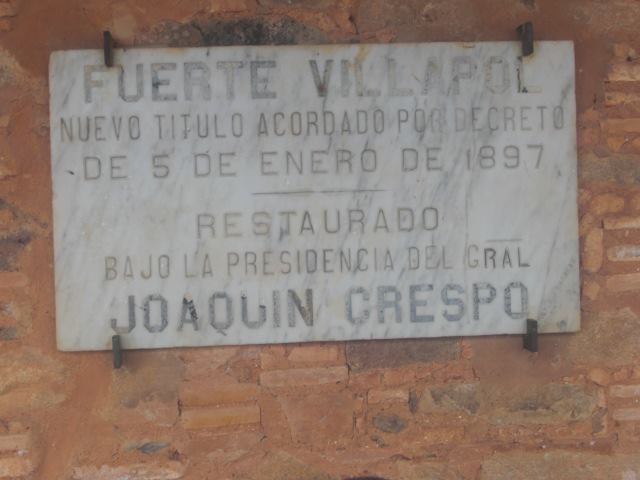 FUERTE VILLAPOL
NUEVO TITULO ACORDADO POR DECRETO
DE 5 DE ENERO DE 1897
RESTAURADO
BAJO LA PRESIDENCIA DEL GRAL
JOAQUIN CRESPO